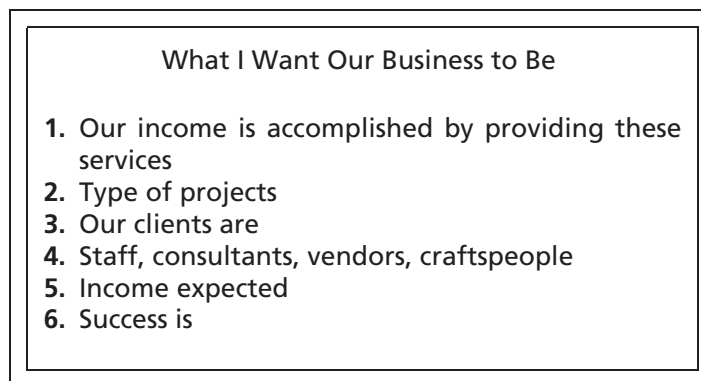 What I Want Our Business to Be
1. Our income is accomplished by providing these
services
2. Type of projects
3. Our clients are
4. Staff, consultants, vendors, craftspeople
5. Income expected
6. Success is